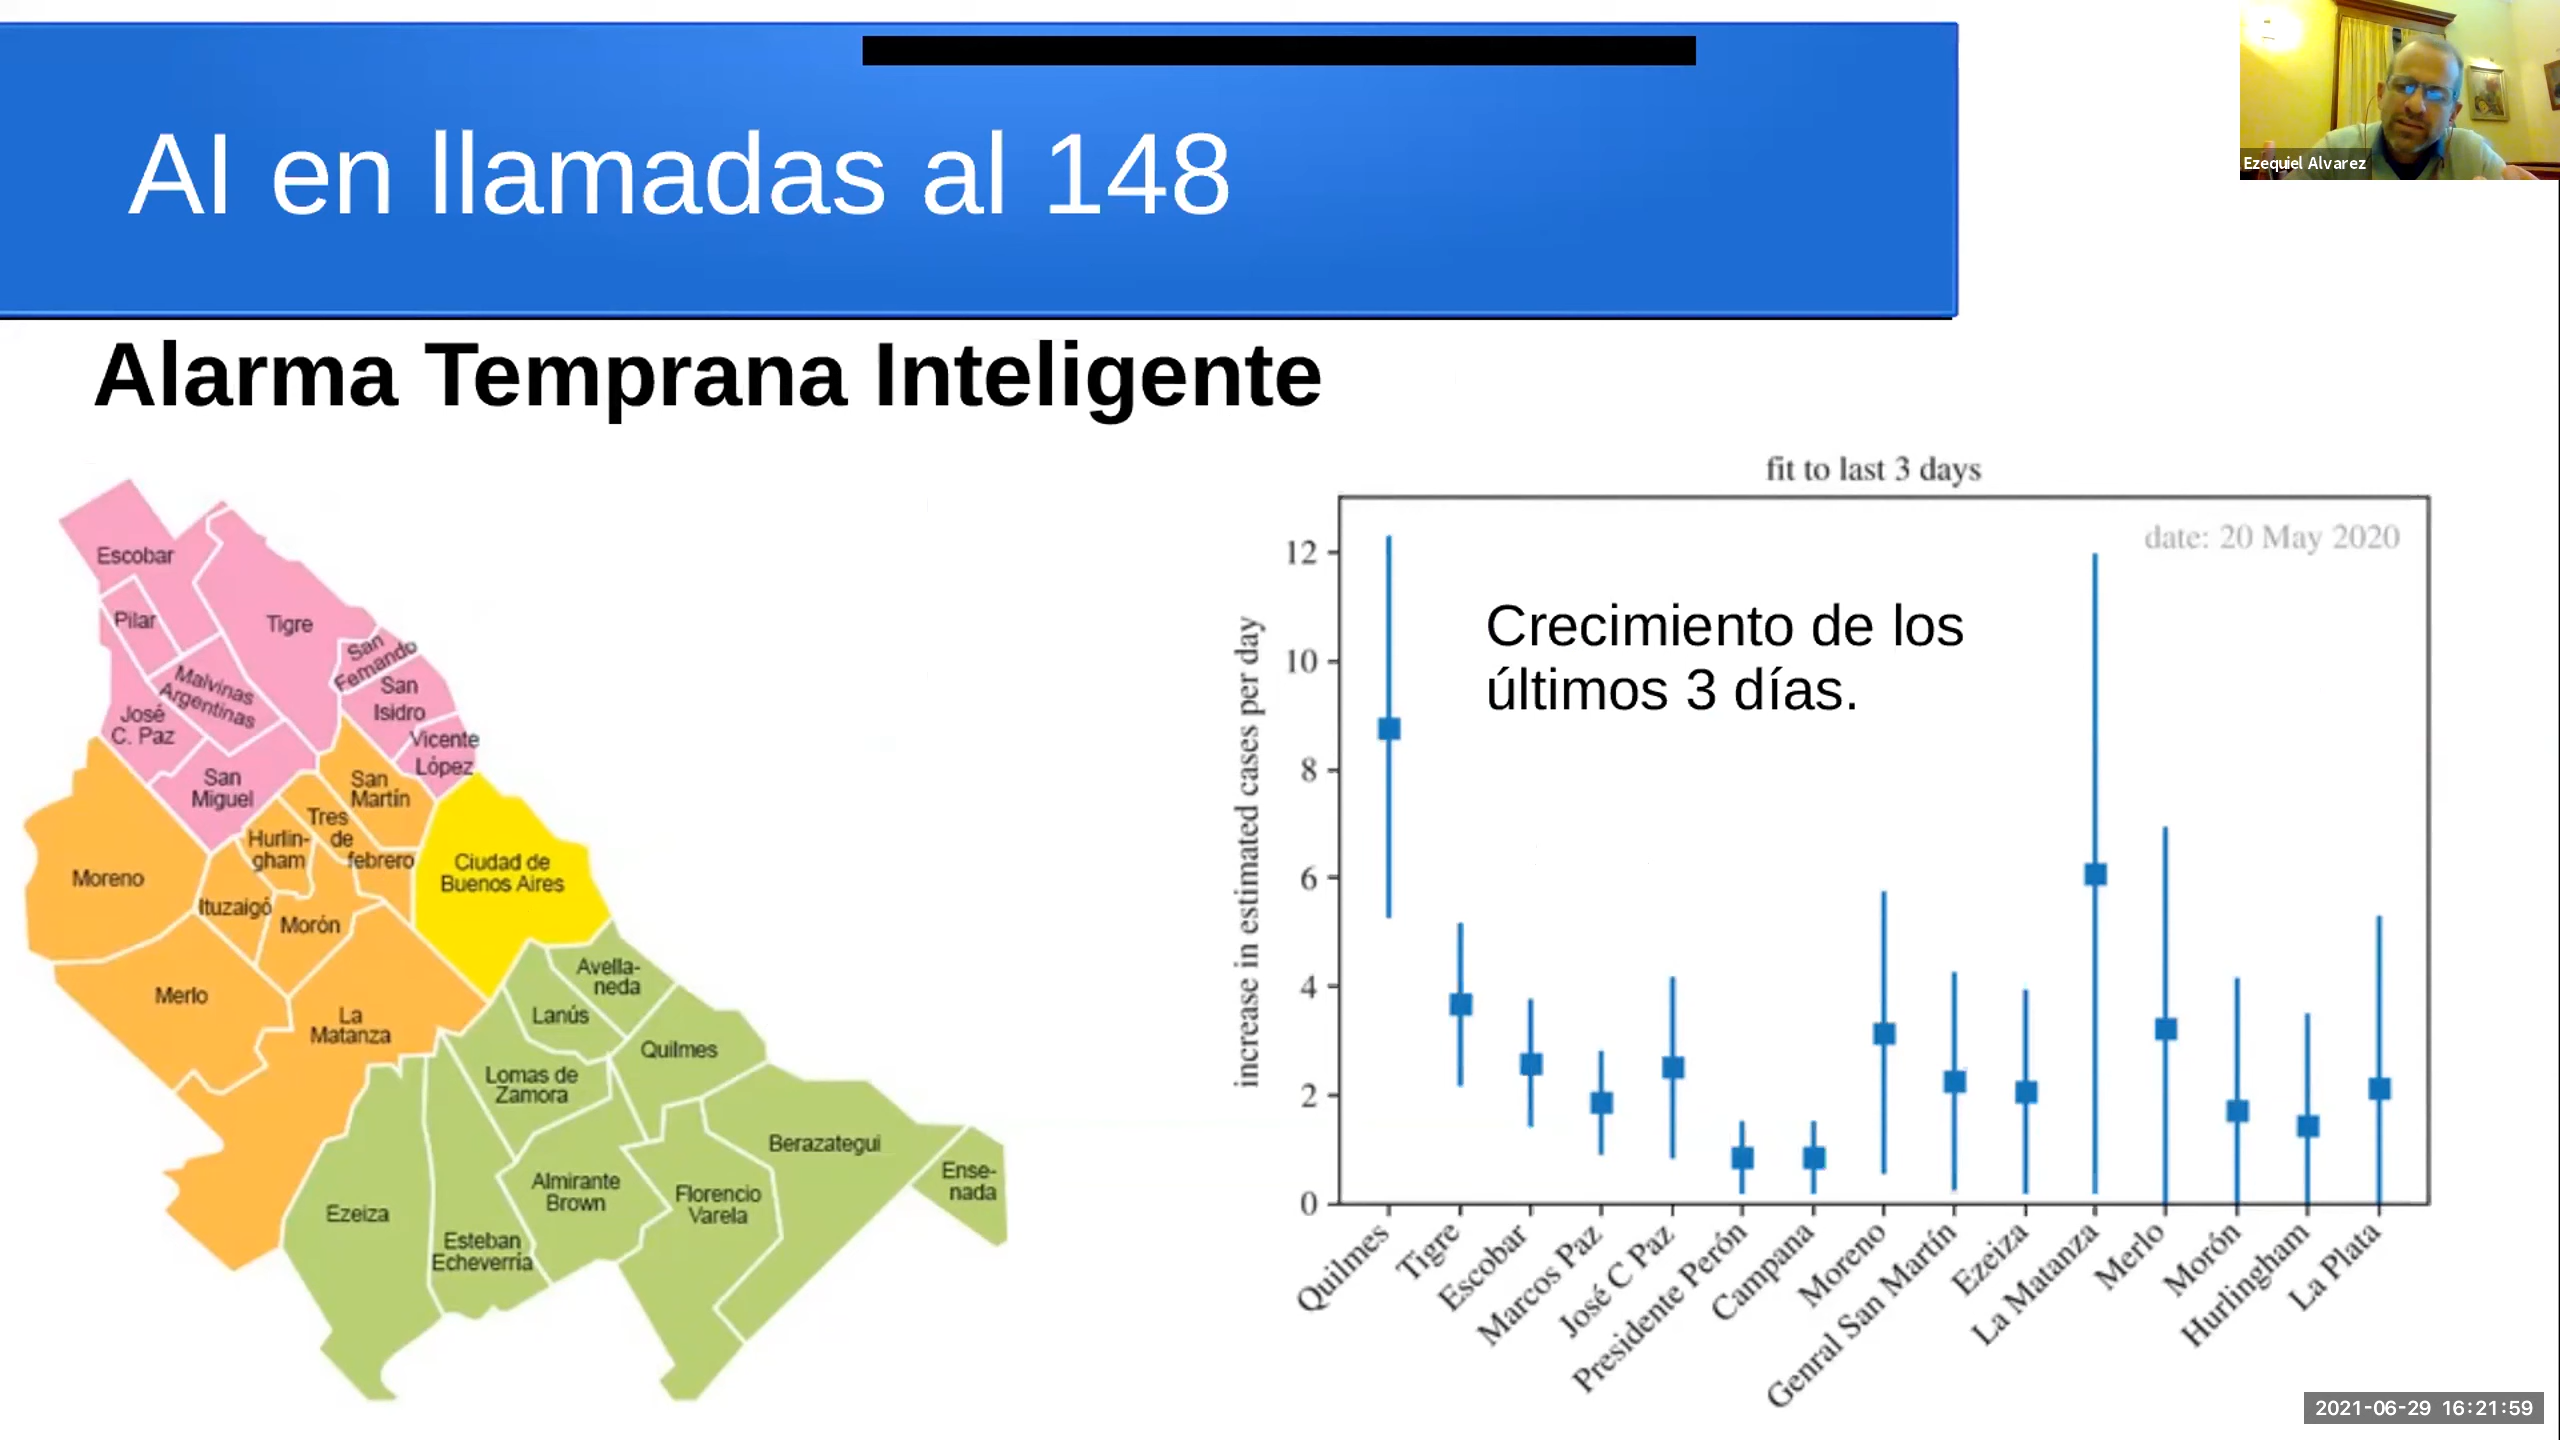 AI en llamadas al 148
Ezequiel Alvarez
Alarma Temprana Inteligente
Escobar
Pilar
Tigre
San
Fernando
Malvinas
Argentinas
San
Isidro
José
C. Paz
Vicente
López
San
Miguel
San
Martín
Tres
de
febrero
Hurlin-
gham
Moreno
Ciudad de
Buenos Aires
Ituzaigó
Morón
Merlo
La
Matanza
Avella-
neda
Lanús
Quilmes
Lomas de
Zamora
Berazategui
Ense-
nada
Almirante
Brown
Florencio
Varela
Ezeiza
Esteban
Echeverría
fit to last 3 days
date: 20 May 2020
Crecimiento de los
últimos 3 días.
increase in estimated cases per day
12
10
8
6
4
2
0
Quilmes
Tigre
Escobar
Marcos Paz
José C Paz
Presidente Perón
Campana
Moreno
Genral San Martín
Ezeiza
La Matanza
Merlo
Morón
Hurlingham
La Plata
2021-06-29 16:21:59